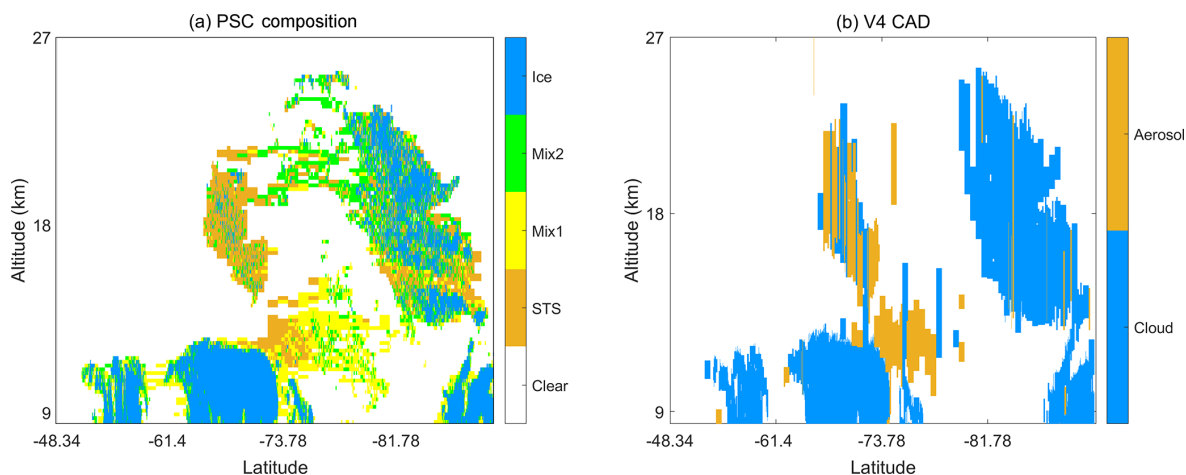 (a) PSC composition
27
18
9
Altitude (km)
-48.34
-61.4
-73.78
-81.78
Latitude
Ice
Mix2
Mix1
STS
Clear
(b) V4 CAD
27
18
9
Altitude (km)
-48.34
-61.4
-73.78
-81.78
Latitude
Aerosol
Cloud